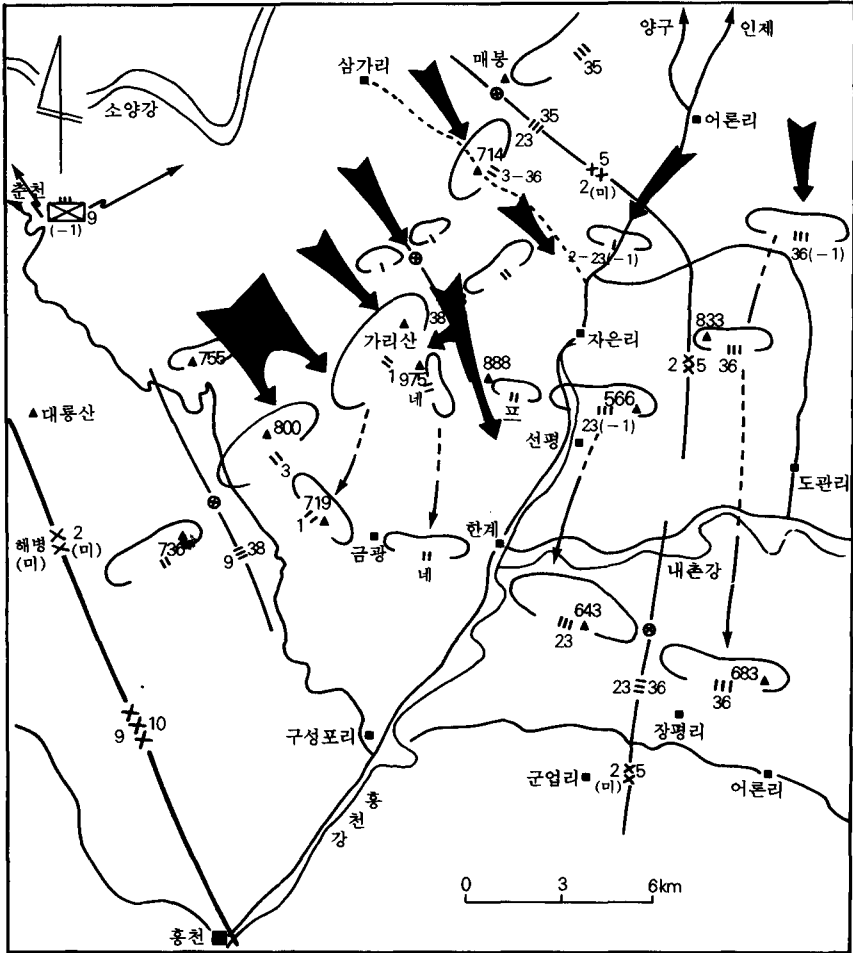 양구
인제
매봉
35
삼가리
소양강
35
23
어론리
714
3-36
5
2(미)
춘천
9
(-1)
2-23(-1)
36(-1)
38
가리산
1
975
네
888
프
자은리
833
36
2
5
755
대룡산
800
3
566
23(-1)
선평
도관리
719
1
금광
네
한계
내촌강
해병
(미)
2
(미)
736
9
38
643
23
23
36
683
36
장평리
9
10
구성포리
군업리
2
(미)
5
어론리
홍
천
강
0
3
6km
홍천